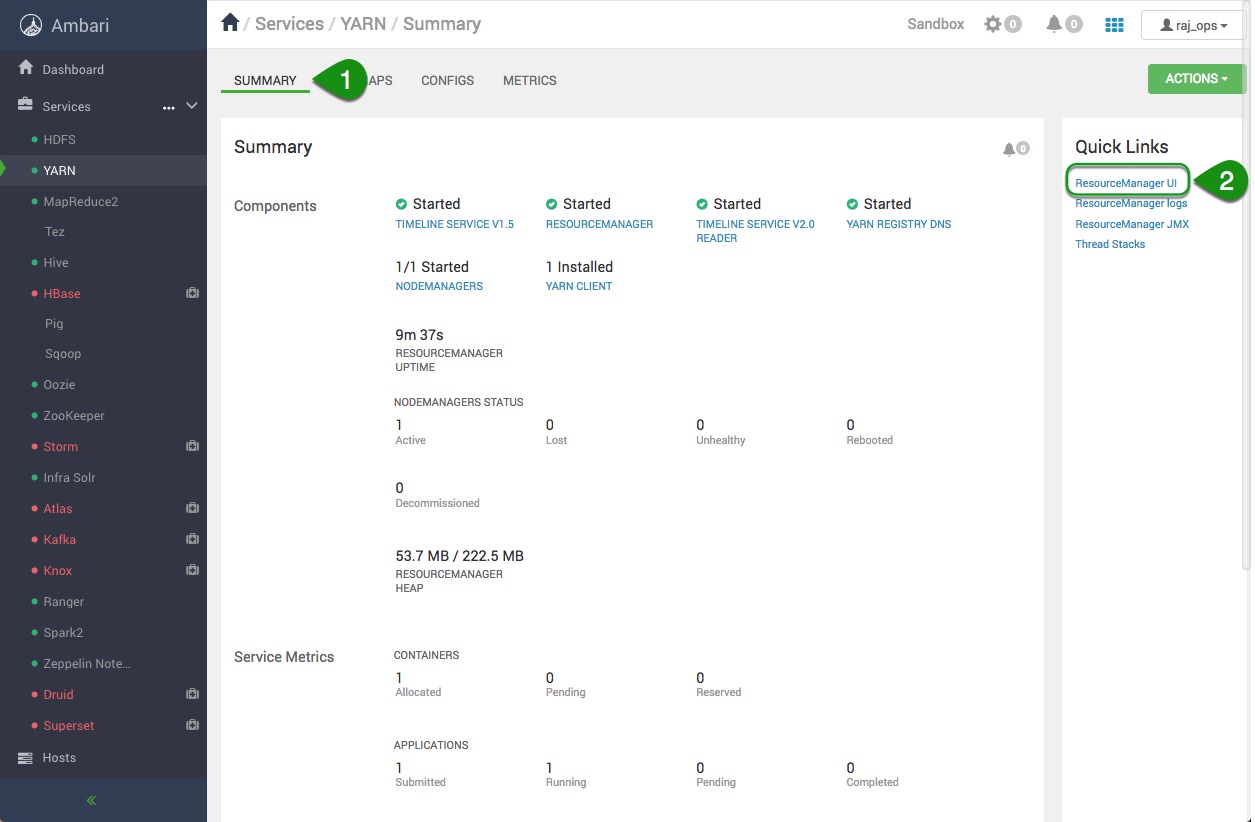 Ambari
Dashboard
Services
HDFS
YARN
MapReduce2
Tez
Hive
HBase
Pig
Sqoop
Oozie
ZooKeeper
Storm
Infra Solr
Atlas
Kafka
Knox
Ranger
Spark2
Zeppelin Note...
Druid
Superset
Hosts
/ Services / YARN / Summary
Sandbox 0 0 raj_ops
SUMMARY 1 APS CONFIGS METRICS
ACTIONS
Summary
0
Components
Started Started Started Started
TIMELINE SERVICE V1.5 RESOURCEMANAGER TIMELINE SERVICE V2.0 YARN REGISTRY DNS
READER
1/1 Started 1 Installed
NODEMANAGERS YARN CLIENT
9m 37s
RESOURCEMANAGER
UPTIME
NODEMANAGERS STATUS
1 0 0 0
Active Lost Unhealthy Rebooted
0
Decommissioned
53.7 MB / 222.5 MB
RESOURCEMANAGER
HEAP
Service Metrics
CONTAINERS
1 0 0
Allocated Pending Reserved
APPLICATIONS
1 1 0 0
Submitted Running Pending Completed
Quick Links
ResourceManager UI 2
ResourceManager logs
ResourceManager JMX
Thread Stacks